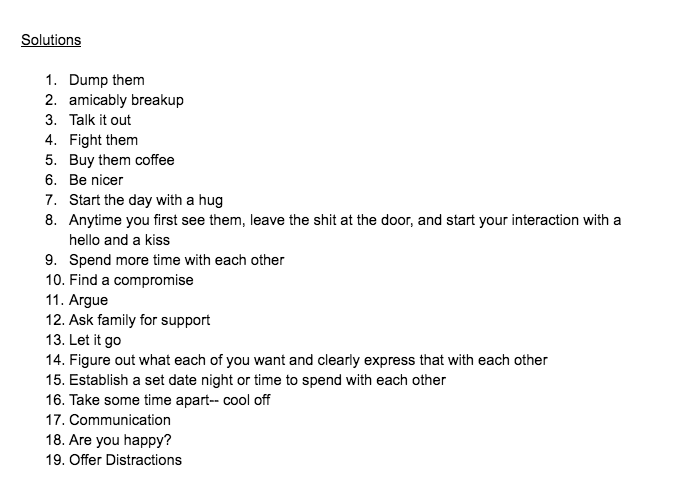 Solutions
1. Dump them
2. amicably breakup
3. Talk it out
4. Fight them
5. Buy them coffee
6. Be nicer
7. Start the day with a hug
8. Anytime you first see them, leave the shit at the door, and start your interaction with a
hello and a kiss
9. Spend more time with each other
10. Find a compromise
11. Argue
12. Ask family for support
13. Let it go
14. Figure out what each of you want and clearly express that with each other
15. Establish a set date night or time to spend with each other
16. Take some time apart-- cool off
17. Communication
18. Are you happy?
19. Offer Distractions